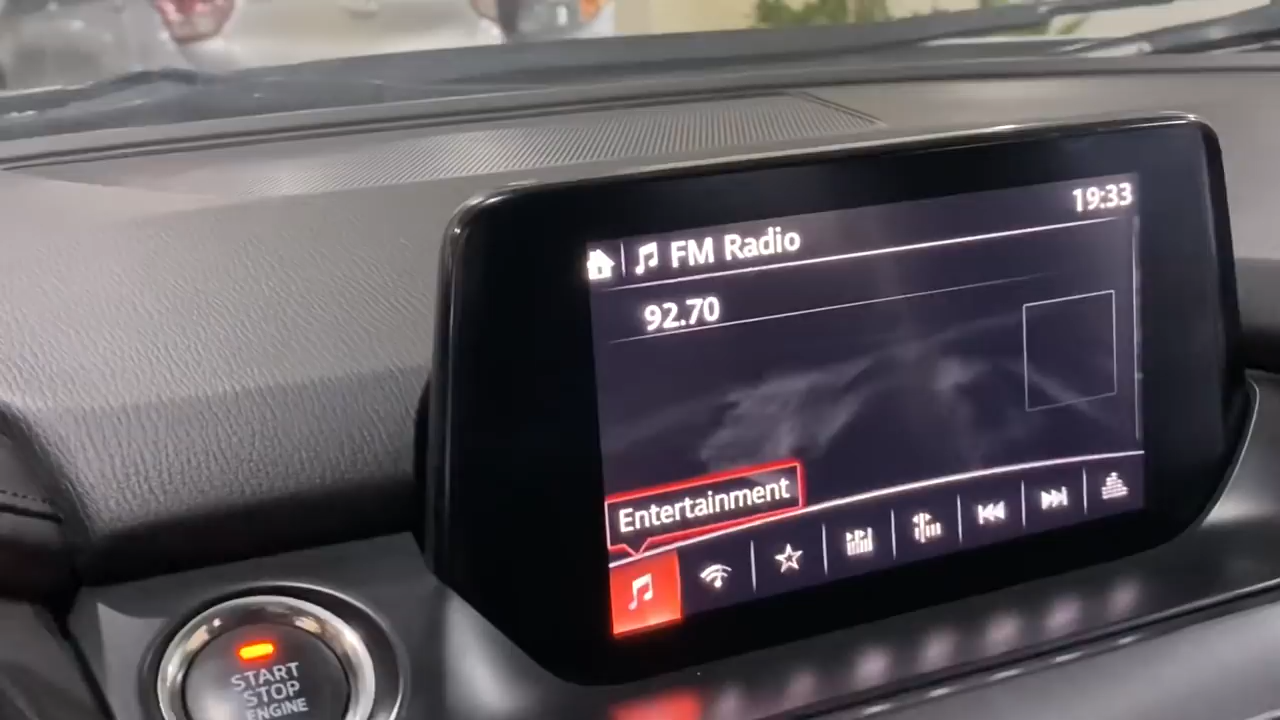 19:33
FM Radio
92.70
Entertainment
START
STOP
ENGINE